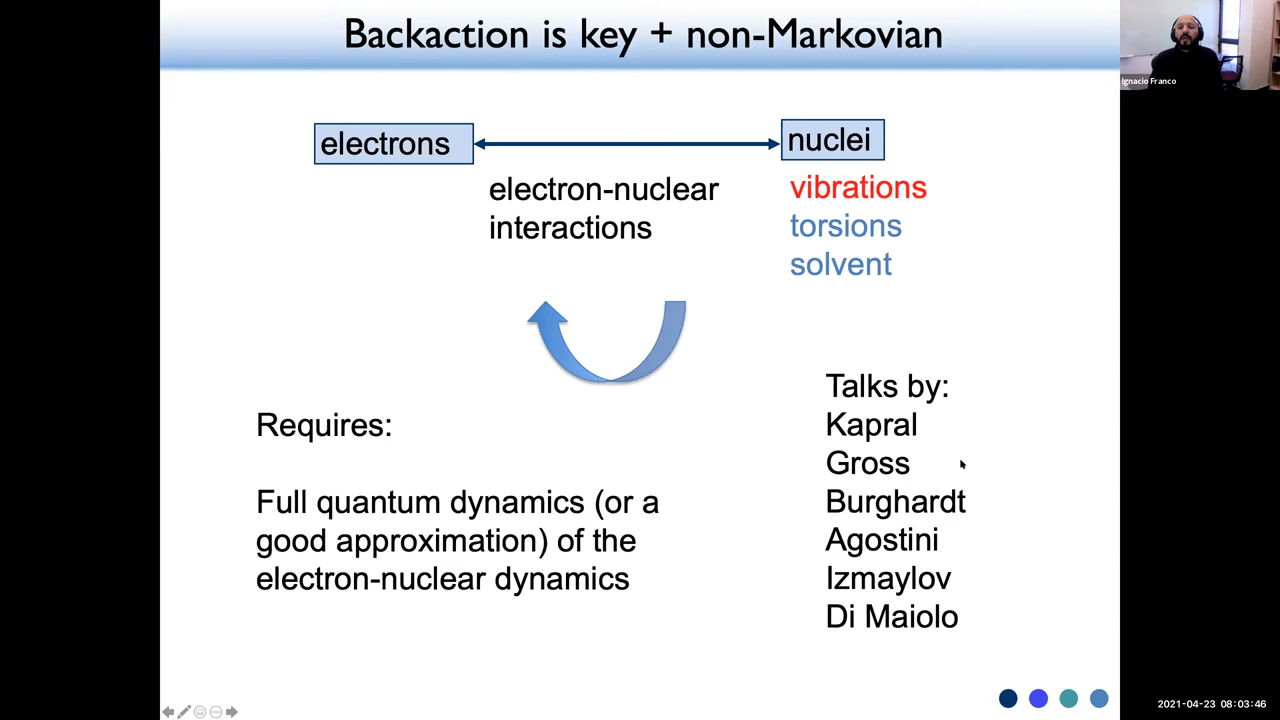 Backaction is key + non-Markovian
Ignacio Franco
electrons
nuclei
electron-nuclear
interactions
vibrations
torsions
solvent
Requires:
Full quantum dynamics (or a
good approximation) of the
electron-nuclear dynamics
Talks by:
Kapral
Gross
Burghardt
Agostini
Izmaylov
Di Maiolo
2021-04-23 08:03:46